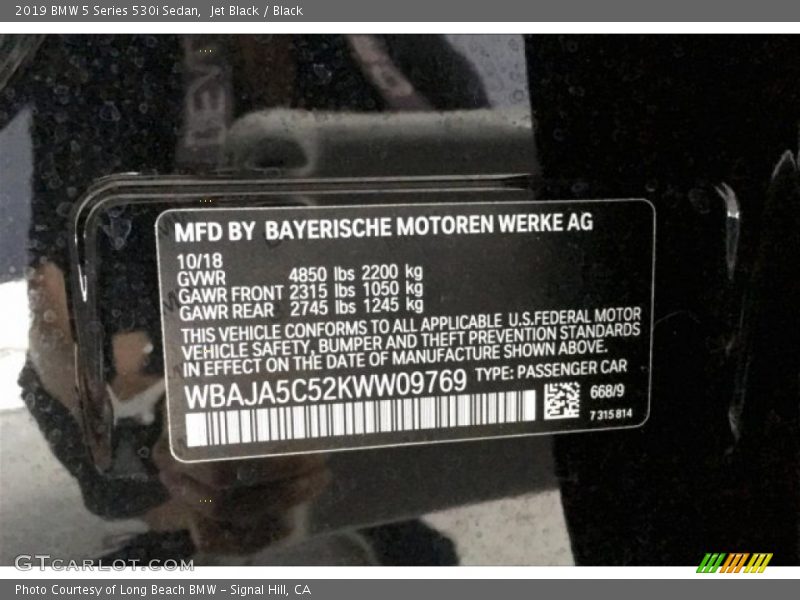 2019 BMW 5 Series 530i Sedan, Jet Black / Black
MFD BY BAYERISCHE MOTOREN WERKE AG
10/18
GVWR 4850 lbs 2200 kg
GAWR FRONT 2315 lbs 1050 kg
GAWR REAR 2745 lbs 1245 kg
THIS VEHICLE CONFORMS TO ALL APPLICABLE U.S.FEDERAL MOTOR
VEHICLE SAFETY, BUMPER AND THEFT PREVENTION STANDARDS
IN EFFECT ON THE DATE OF MANUFACTURE SHOWN ABOVE.
WBAJA5C52KWW09769 TYPE: PASSENGER CAR
668/9
7 315 814
GTCARLOT.COM
Photo Courtesy of Long Beach BMW - Signal Hill, CA